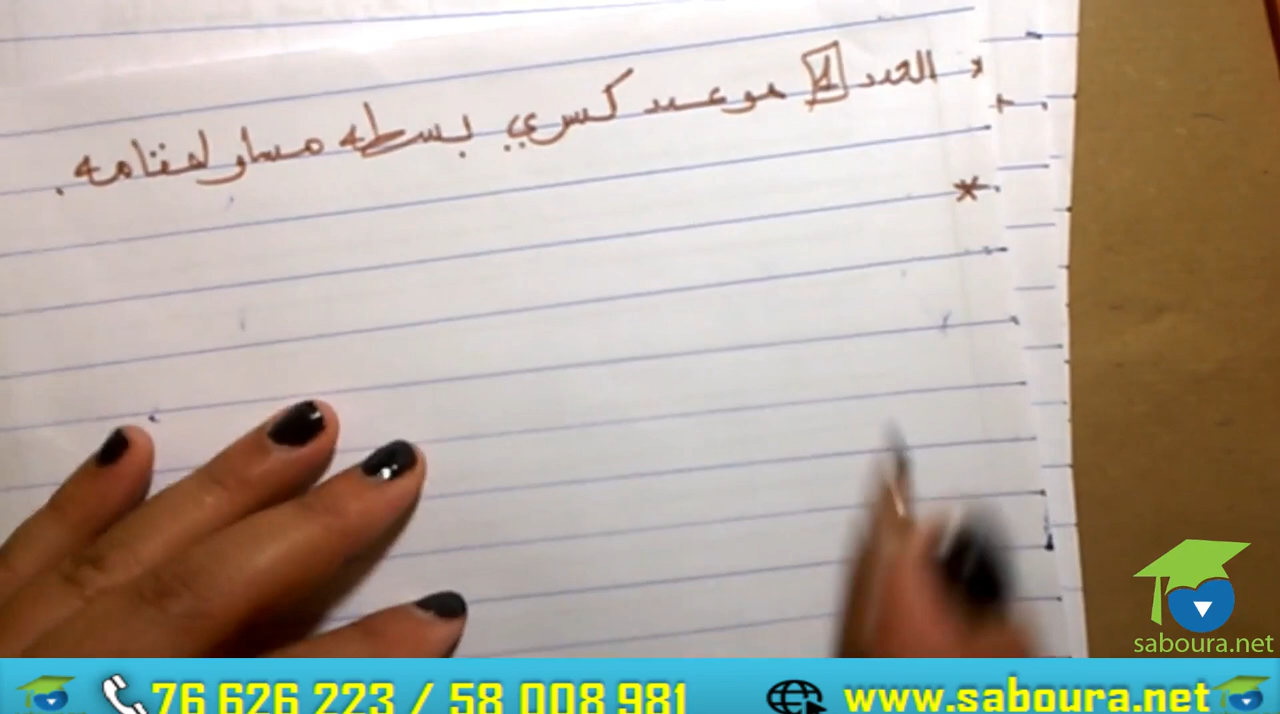 * العدد 1 هو عدد كسري بسطه مساو لمقامه.
*
saboura.net
76 626 223 / 58 008 981
www.saboura.net